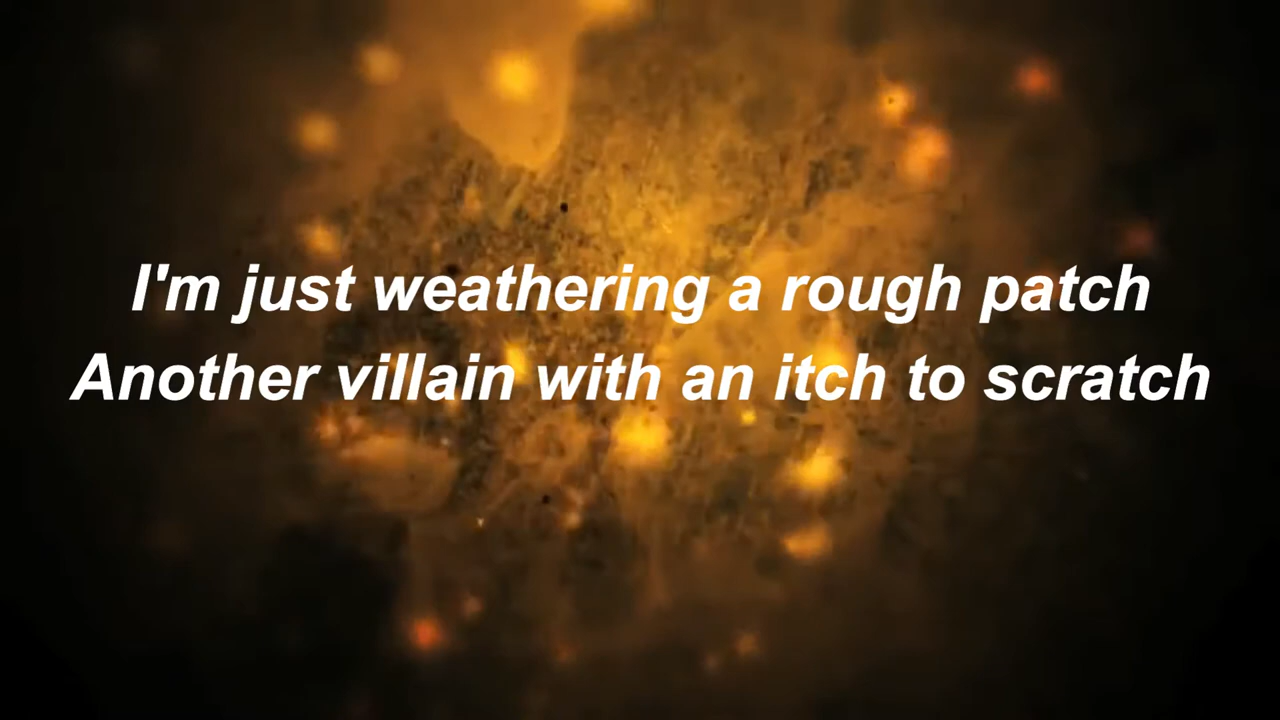 I'm just weathering a rough patch
Another villain with an itch to scratch